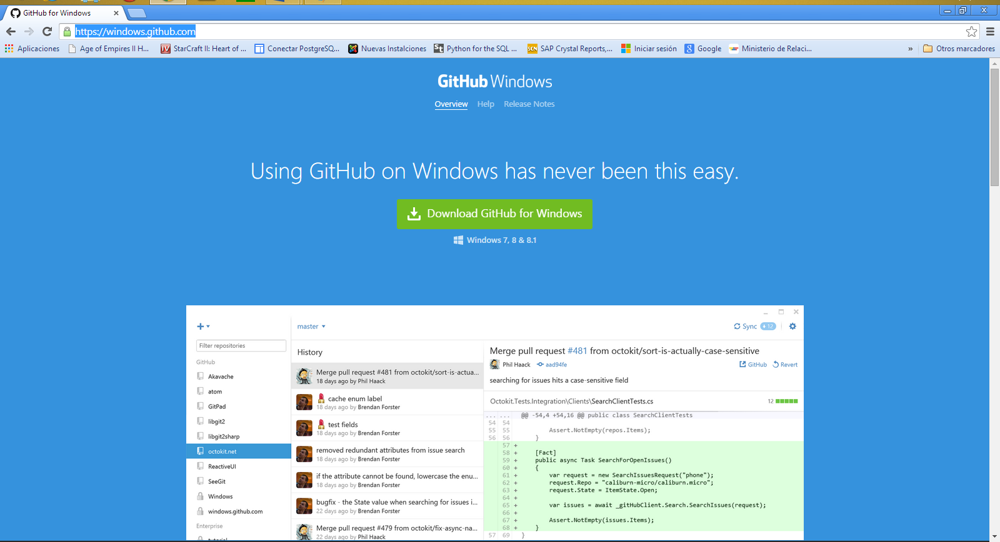 GitHub for Windows
https://windows.github.com
Aplicaciones
Age of Empires II H...
StarCraft II: Heart of ...
Conectar PostgreSQ...
Nuevas Instalciones
Python for the SQL ...
SAP Crystal Reports,...
Iniciar sesión
Google
Ministerio de Relaci...
»
Otros marcadores
GitHub Windows
Overview Help Release Notes
Using GitHub on Windows has never been this easy.
Download GitHub for Windows
Windows 7, 8 & 8.1
Filter repositories
GitHub
Akavache
atom
GitPad
libgit2
libgit2sharp
octokit.net
ReactiveUI
SeeGit
Windows
windows.github.com
Enterprise
master
Sync 12
History
Merge pull request #481 from octokit/sort-is-actua...
18 days ago by Phil Haack
cache enum label
18 days ago by Brendan Forster
test fields
18 days ago by Brendan Forster
removed redundant attributes from issue search
18 days ago by Brendan Forster
if the attribute cannot be found, lowercase the enu...
18 days ago by Brendan Forster
bugfix - the State value when searching for issues i...
22 days ago by Brendan Forster
Merge pull request #479 from octokit/fix-async-na...
22 days ago by Phil Haack
Merge pull request #481 from octokit/sort-is-actually-case-sensitive
Phil Haack aad94fe GitHub Revert
searching for issues hits a case-sensitive field
Octokit.Tests.Integration\Clients\SearchClientTests.cs 12
... ... @@ -54,4 +54,16 @@ public class SearchClientTests
54 54
55 55 Assert.NotEmpty(repos.Items);
56 56 }
57 +
58 + [Fact]
59 + public async Task SearchForOpenIssues()
60 + {
61 + var request = new SearchIssuesRequest("phone");
62 + request.Repo = "caliburn-micro/caliburn.micro";
63 + request.State = ItemState.Open;
64 +
65 + var issues = await _gitHubClient.Search.SearchIssues(request);
66 +
67 + Assert.NotEmpty(issues.Items);
68 + }
57 69 }